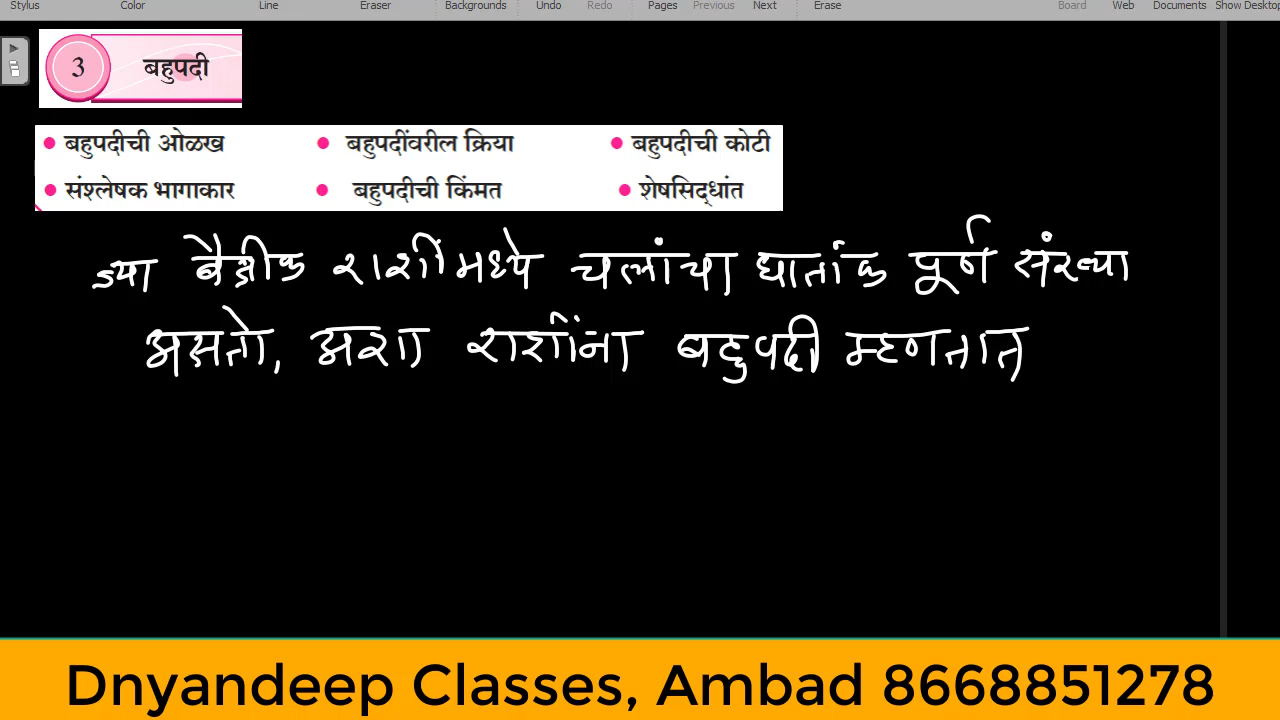 Stylus Color Line Eraser Backgrounds Undo Redo Pages Previous Next Erase Board Web Documents Show Desktop
3 बहुपदी
• बहुपदीची ओळख • बहुपदींवरील क्रिया • बहुपदीची कोटी
• संश्लेषक भागाकार • बहुपदीची किंमत • शेषसिद्धांत
ज्या बैजीक राशींमध्ये चलांचा घातांक पूर्ण संख्या
असतो, अशा राशींना बहुपदी म्हणतात
Dnyandeep Classes, Ambad 8668851278